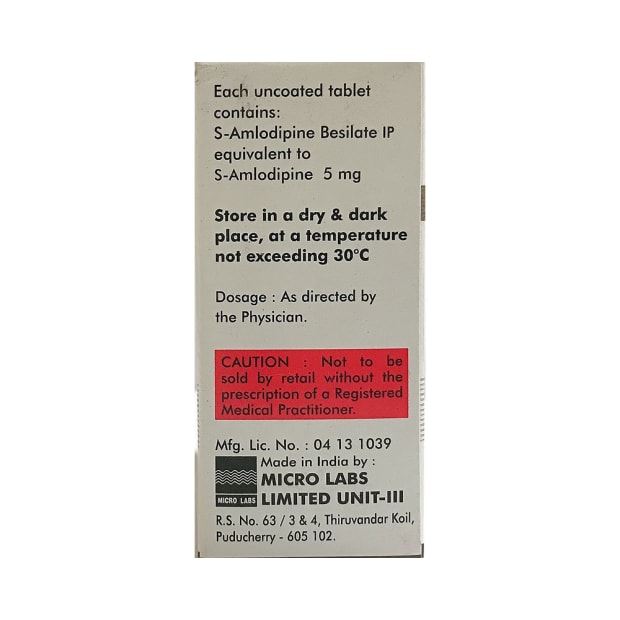 Each uncoated tablet
contains:
S-Amlodipine Besilate IP
equivalent to
S-Amlodipine 5 mg
Store in a dry & dark
place, at a temperature
not exceeding 30°C
Dosage : As directed by
the Physician.
CAUTION : Not to be
sold by retail without the
prescription of a Registered
Medical Practitioner.
Mfg. Lic. No. : 04 13 1039
Made in India by :
MICRO LABS
LIMITED UNIT-III
MICRO LABS
R.S. No. 63 / 3 & 4, Thiruvandar Koil,
Puducherry - 605 102.